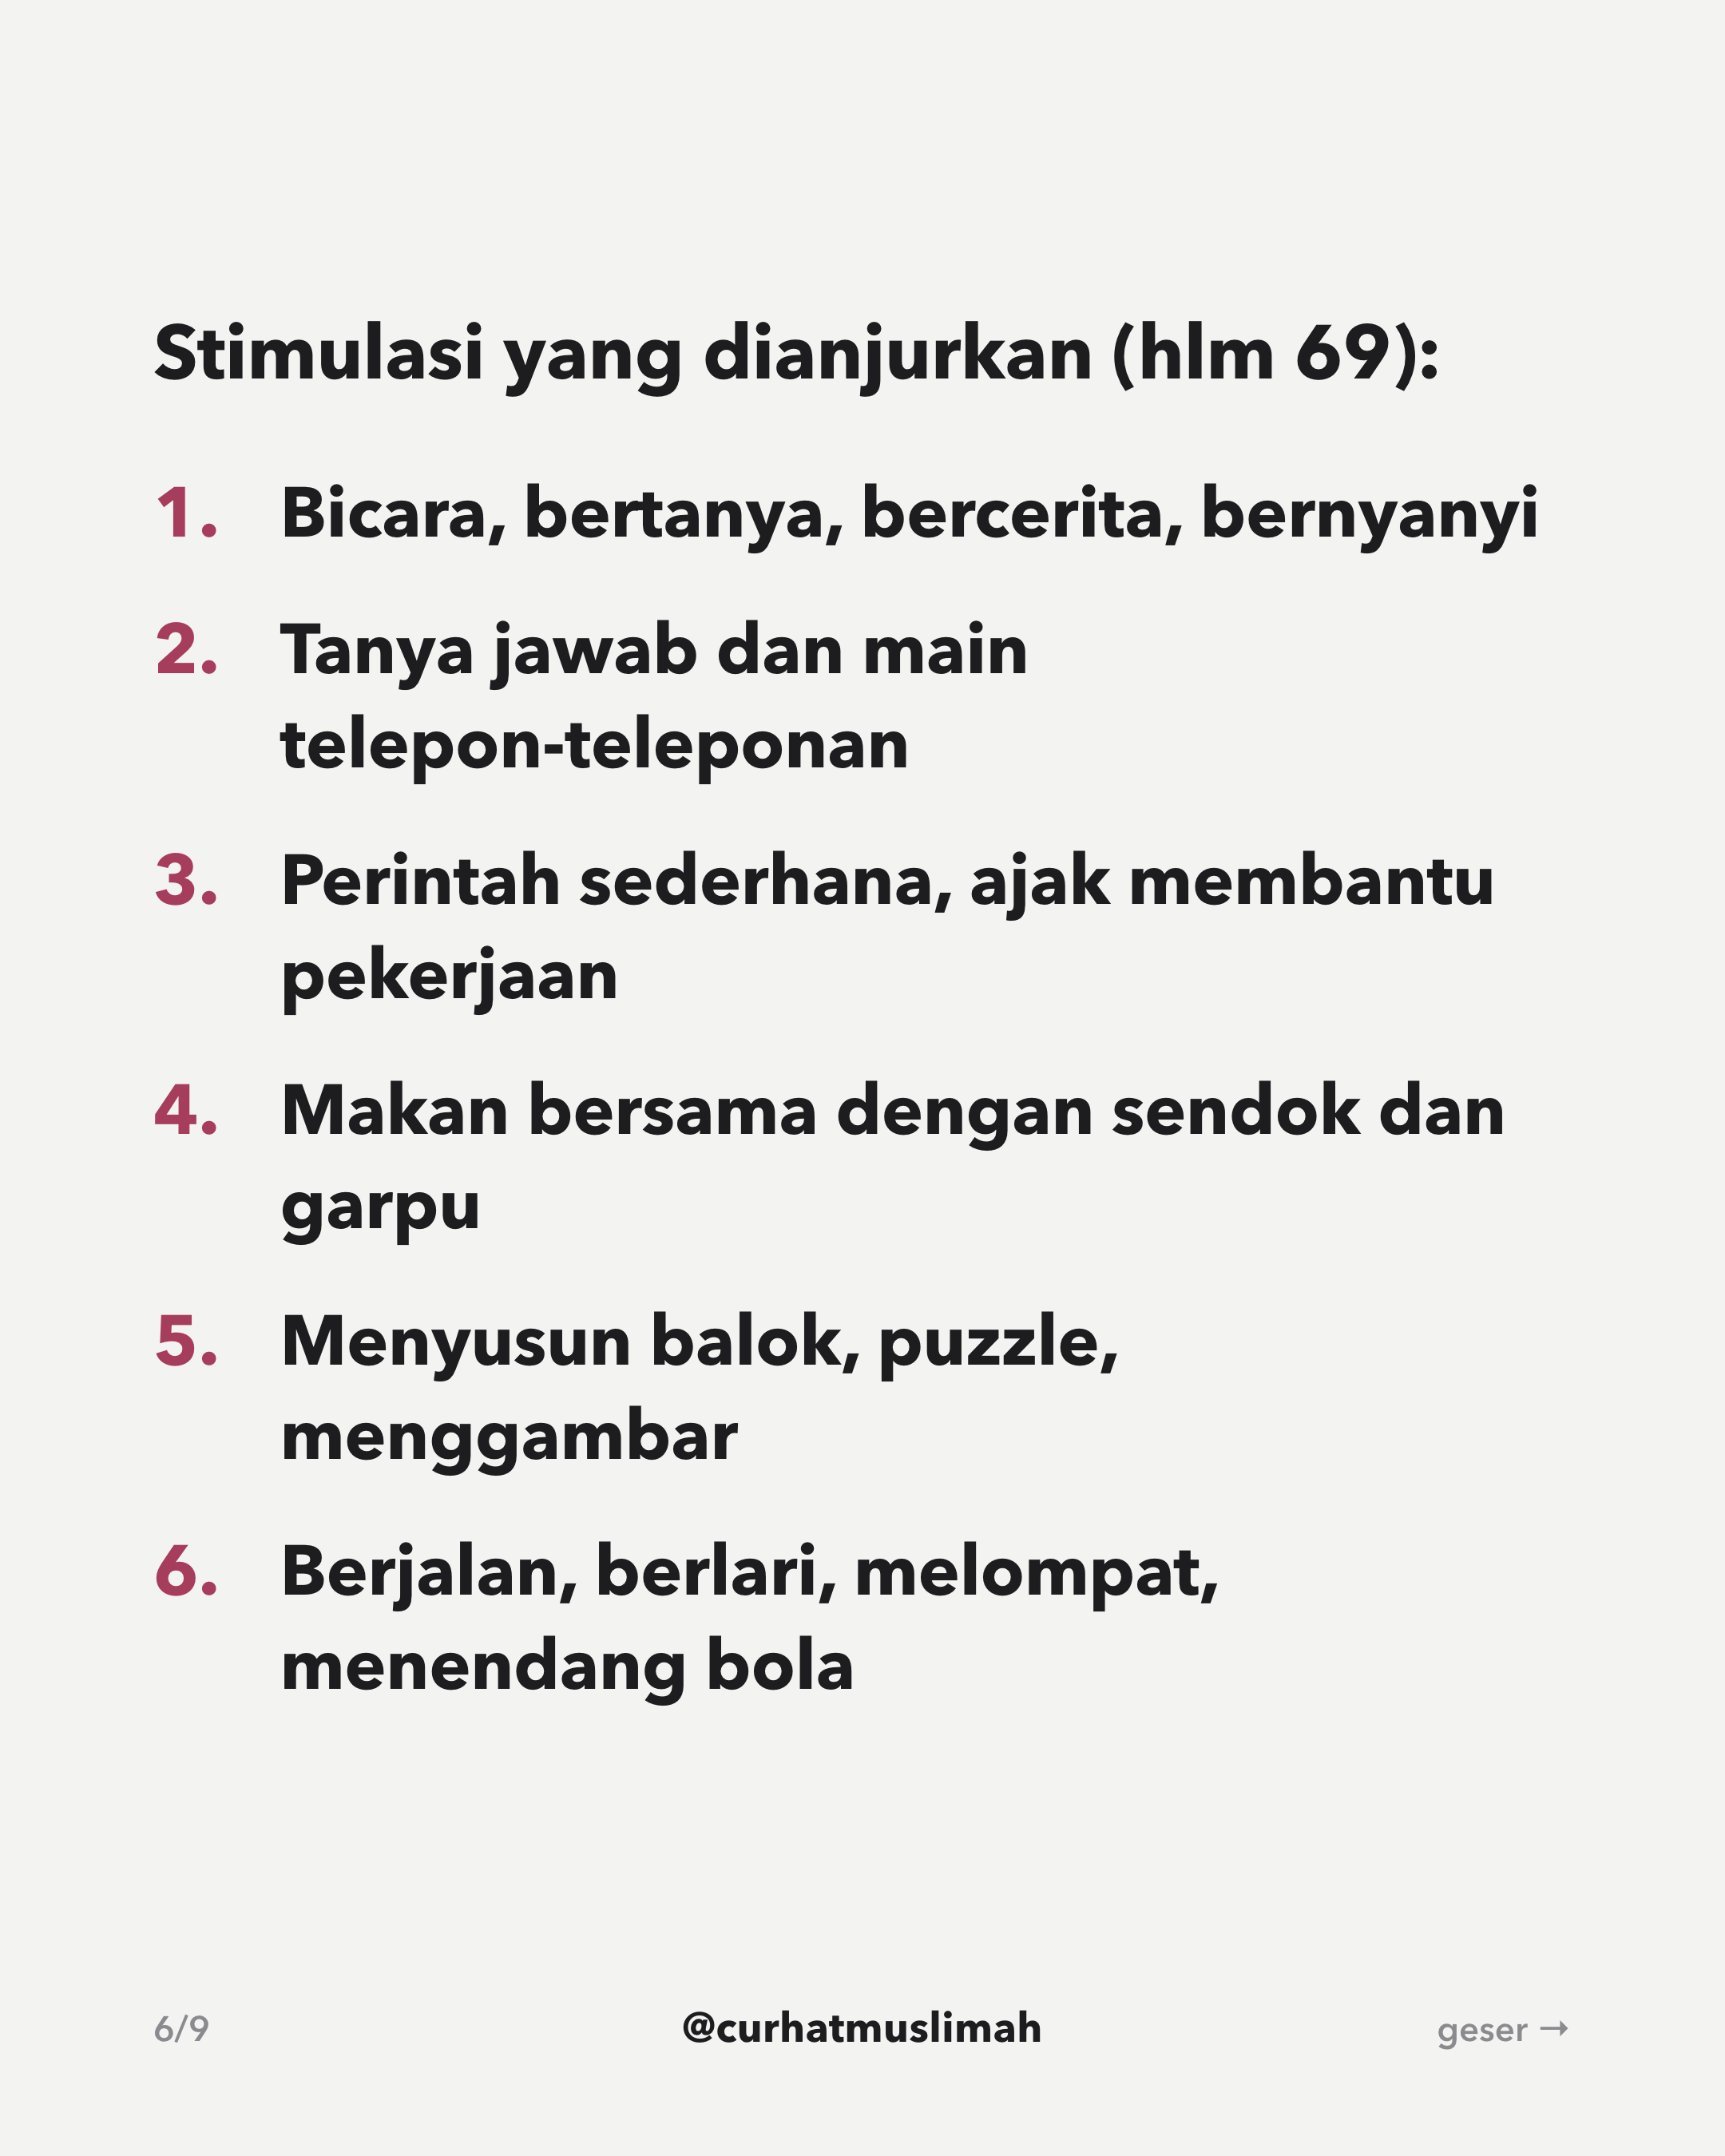 Stimulasi yang dianjurkan (hlm 69):
1. Bicara, bertanya, bercerita, bernyanyi
2. Tanya jawab dan main
telepon-teleponan
3. Perintah sederhana, ajak membantu
pekerjaan
4. Makan bersama dengan sendok dan
garpu
5. Menyusun balok, puzzle,
menggambar
6. Berjalan, berlari, melompat,
menendang bola
6/9
@curhatmuslimah
geser →